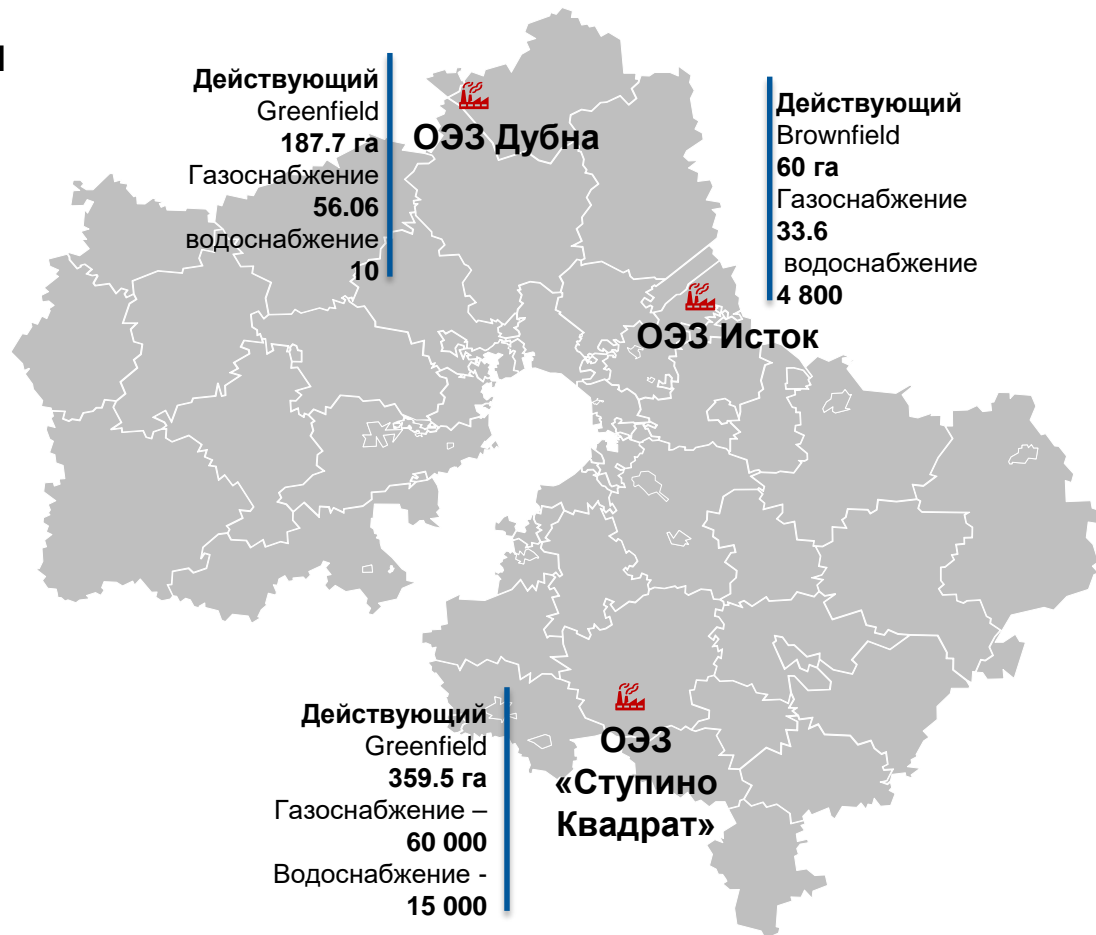 Действующий
Greenfield
187.7 га
Газоснабжение
56.06
водоснабжение
10
ОЭЗ Дубна
Действующий
Brownfield
60 га
Газоснабжение
33.6
водоснабжение
4 800
ОЭЗ Исток
Действующий
Greenfield
359.5 га
Газоснабжение –
60 000
Водоснабжение -
15 000
ОЭЗ
«Ступино
Квадрат»